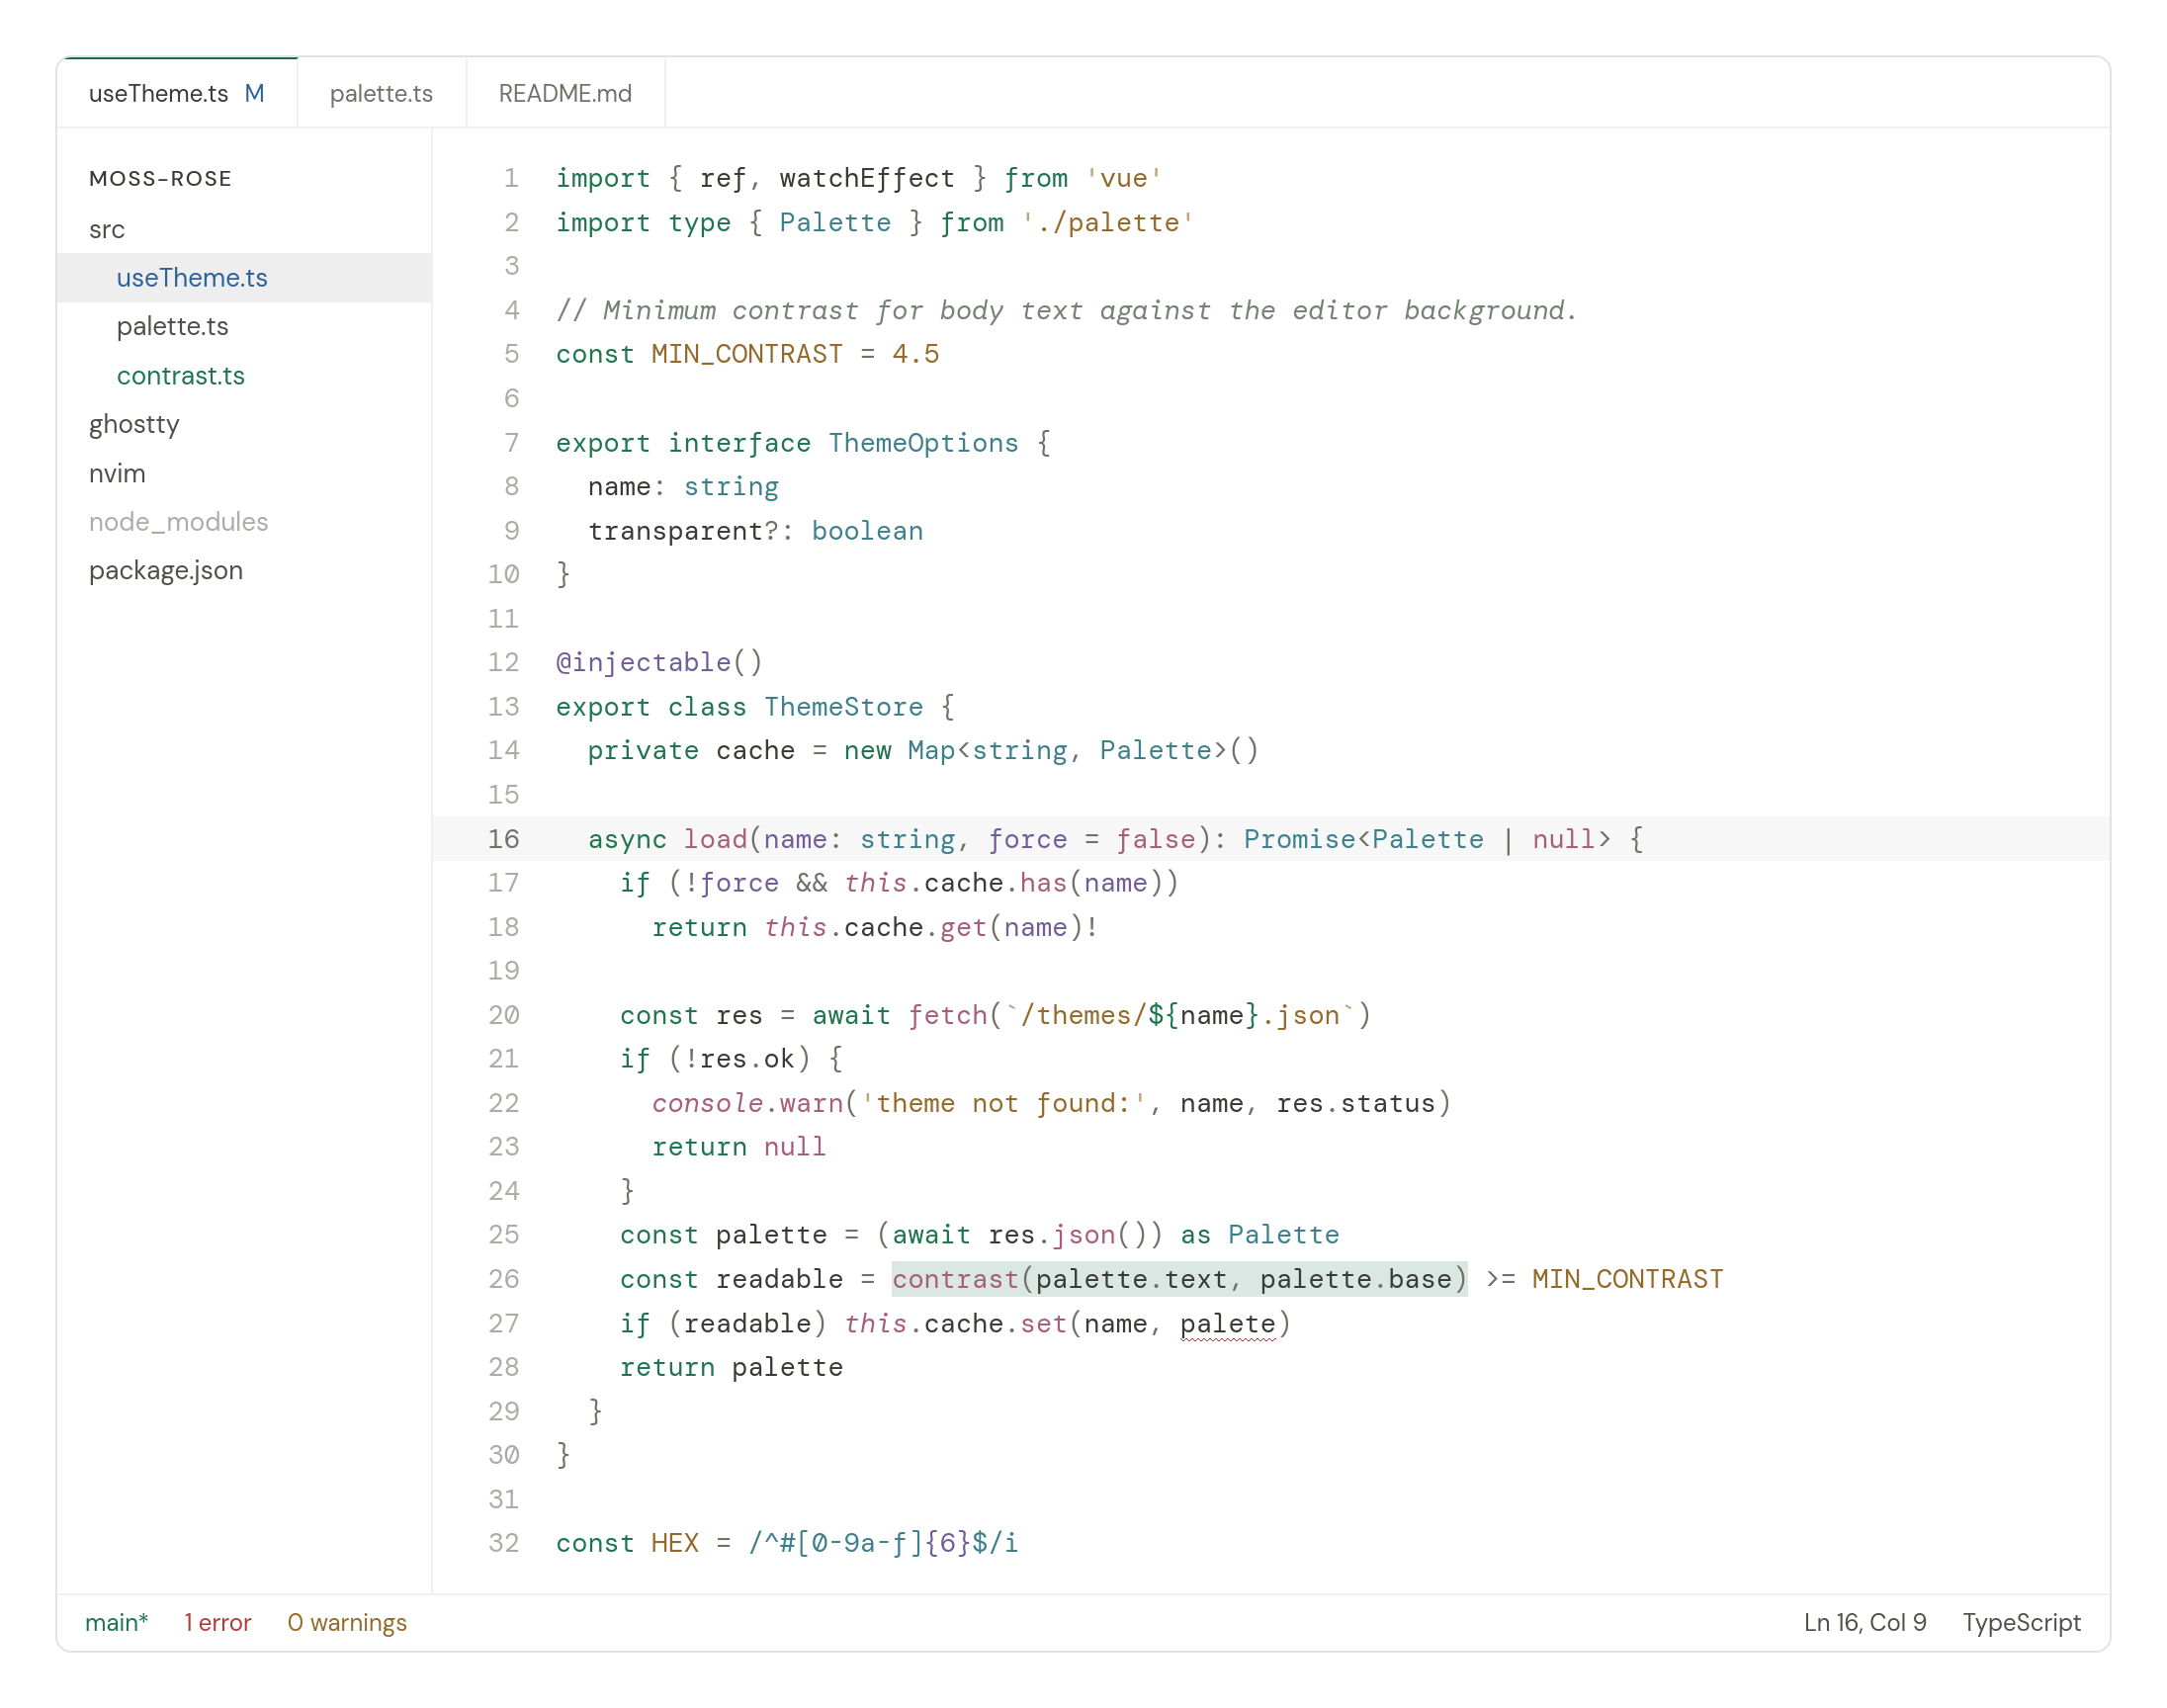 useTheme.ts M palette.ts README.md
MOSS-ROSE
src
useTheme.ts
palette.ts
contrast.ts
ghostty
nvim
node_modules
package.json
1 import { ref, watchEffect } from 'vue'
2 import type { Palette } from './palette'
3
4 // Minimum contrast for body text against the editor background.
5 const MIN_CONTRAST = 4.5
6
7 export interface ThemeOptions {
8   name: string
9   transparent?: boolean
10 }
11
12 @injectable()
13 export class ThemeStore {
14   private cache = new Map<string, Palette>()
15
16   async load(name: string, force = false): Promise<Palette | null> {
17     if (!force && this.cache.has(name))
18       return this.cache.get(name)!
19
20     const res = await fetch(`/themes/${name}.json`)
21     if (!res.ok) {
22       console.warn('theme not found:', name, res.status)
23       return null
24     }
25     const palette = (await res.json()) as Palette
26     const readable = contrast(palette.text, palette.base) >= MIN_CONTRAST
27     if (readable) this.cache.set(name, palete)
28     return palette
29   }
30 }
31
32 const HEX = /^#[0-9a-f]{6}$/i
main* 1 error 0 warnings Ln 16, Col 9 TypeScript